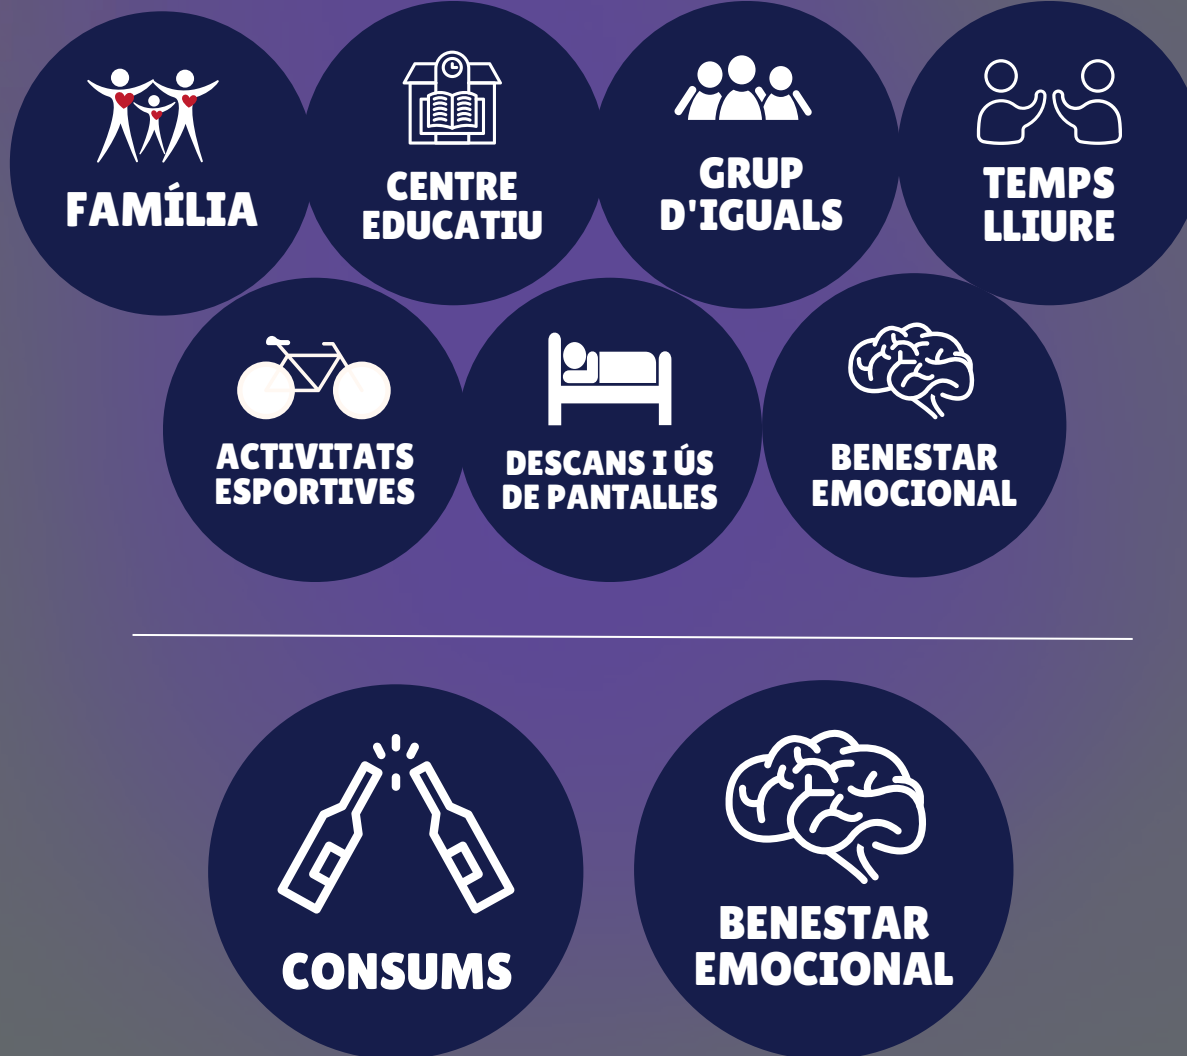 FAMÍLIA
CENTRE
EDUCATIU
GRUP
D'IGUALS
TEMPS
LLIURE
ACTIVITATS
ESPORTIVES
DESCANS I ÚS
DE PANTALLES
BENESTAR
EMOCIONAL
CONSUMS
BENESTAR
EMOCIONAL